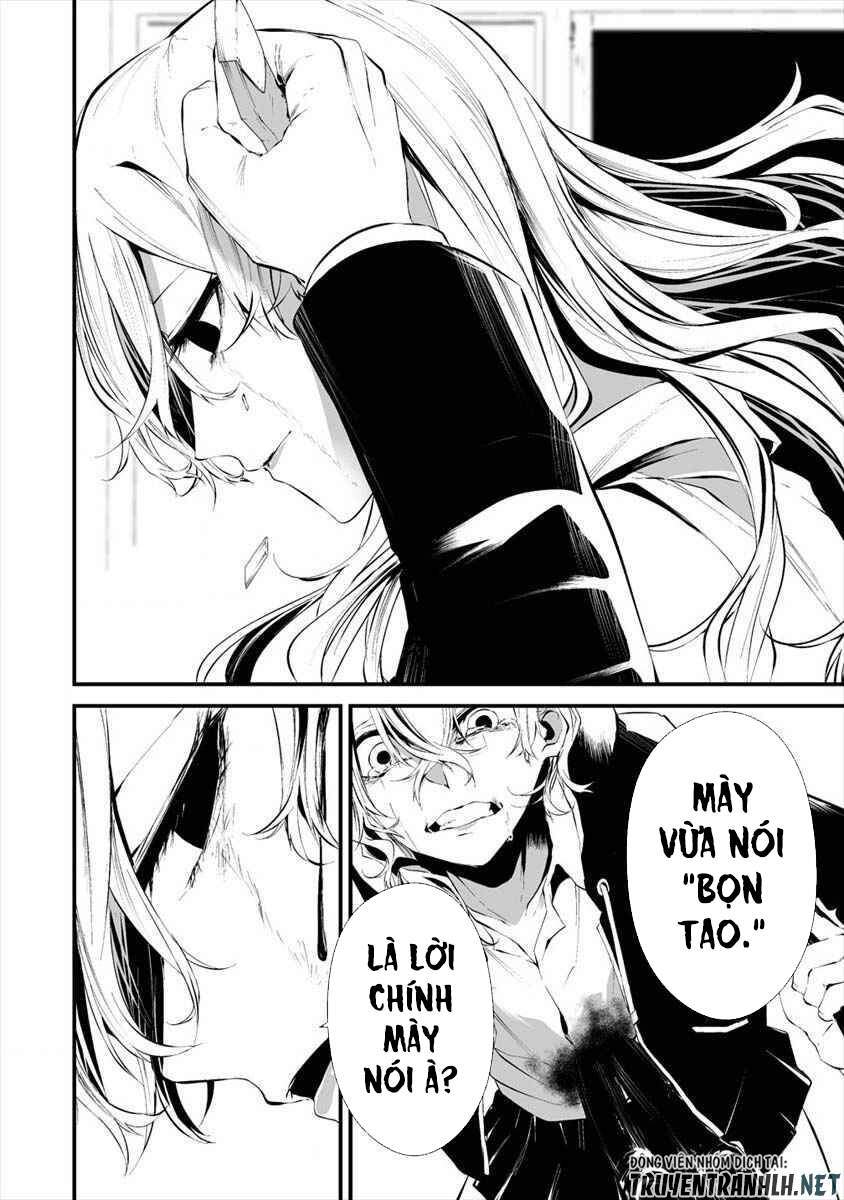 MÀY
VỪA NÓI
"BỌN
TAO."
LÀ LỜI
CHÍNH
MÀY
NÓI À?
ĐỘNG VIÊN NHÓM DỊCH TẠI:
TRUYENTRANHLH.NET